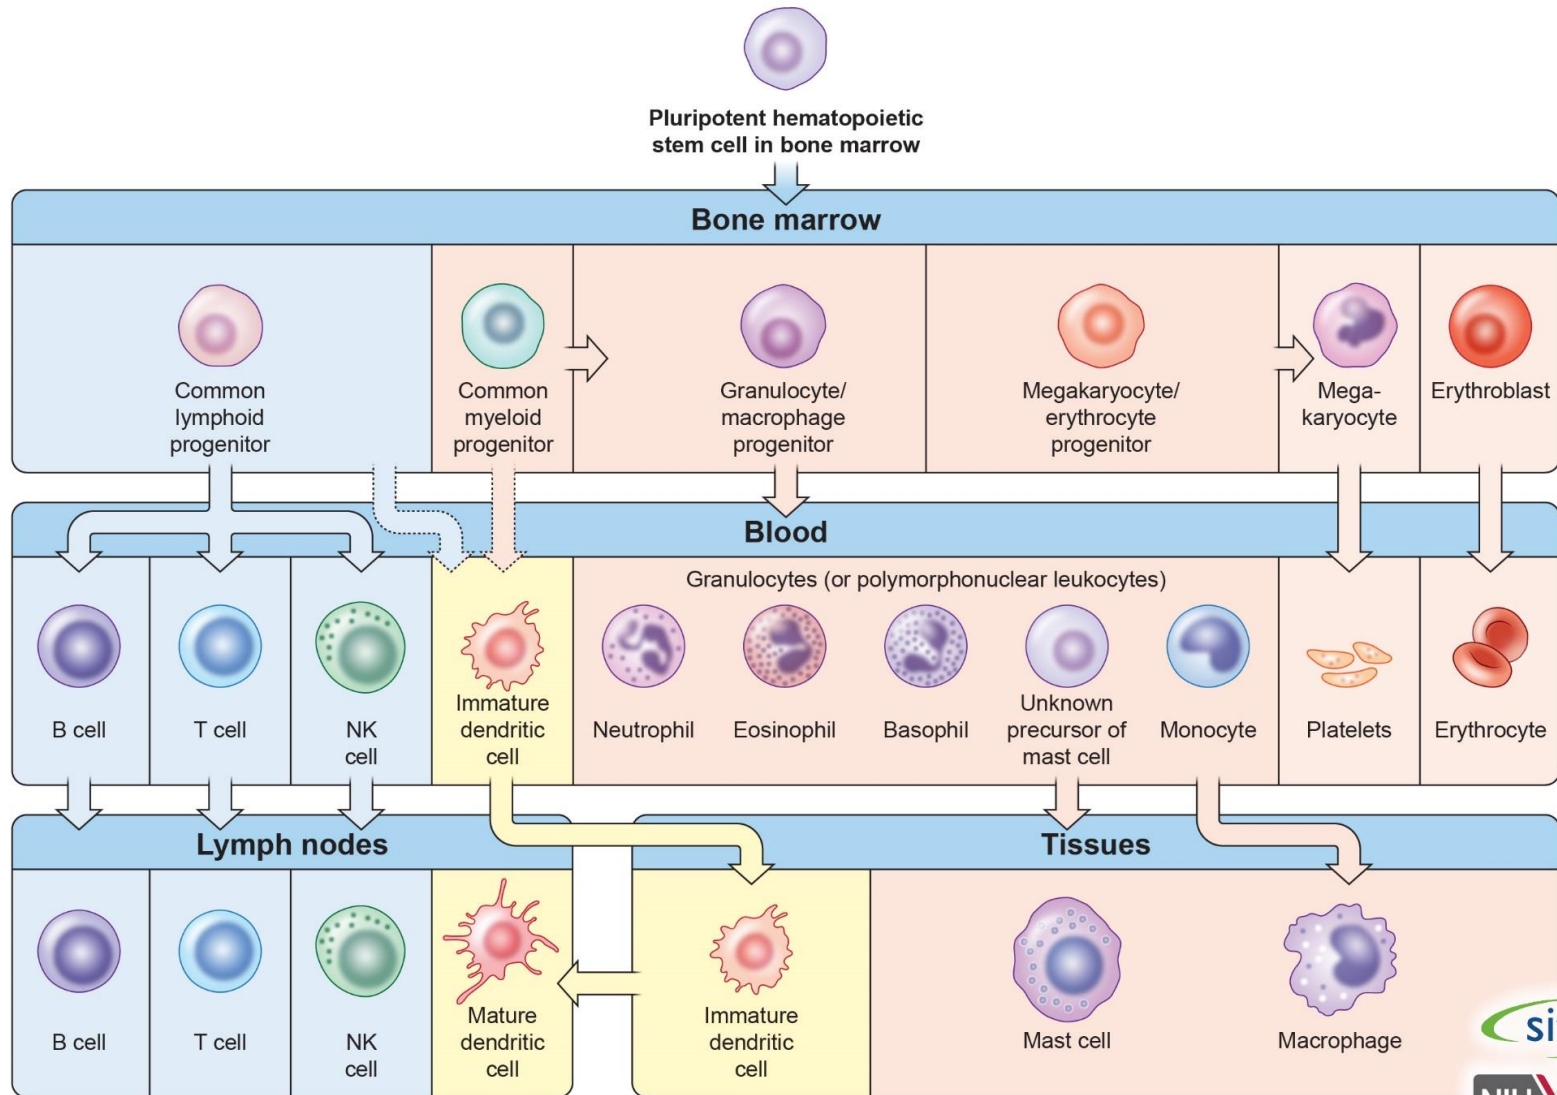 Pluripotent hematopoietic
stem cell in bone marrow
Bone marrow
Common
lymphoid
progenitor
Common
myeloid
progenitor
Granulocyte/
macrophage
progenitor
Megakaryocyte/
erythrocyte
progenitor
Mega-
karyocyte
Erythroblast
Blood
Granulocytes (or polymorphonuclear leukocytes)
B cell
T cell
NK
cell
Immature
dendritic
cell
Neutrophil
Eosinophil
Basophil
Unknown
precursor of
mast cell
Monocyte
Platelets
Erythrocyte
Lymph nodes
Tissues
B cell
T cell
NK
cell
Mature
dendritic
cell
Immature
dendritic
cell
Mast cell
Macrophage